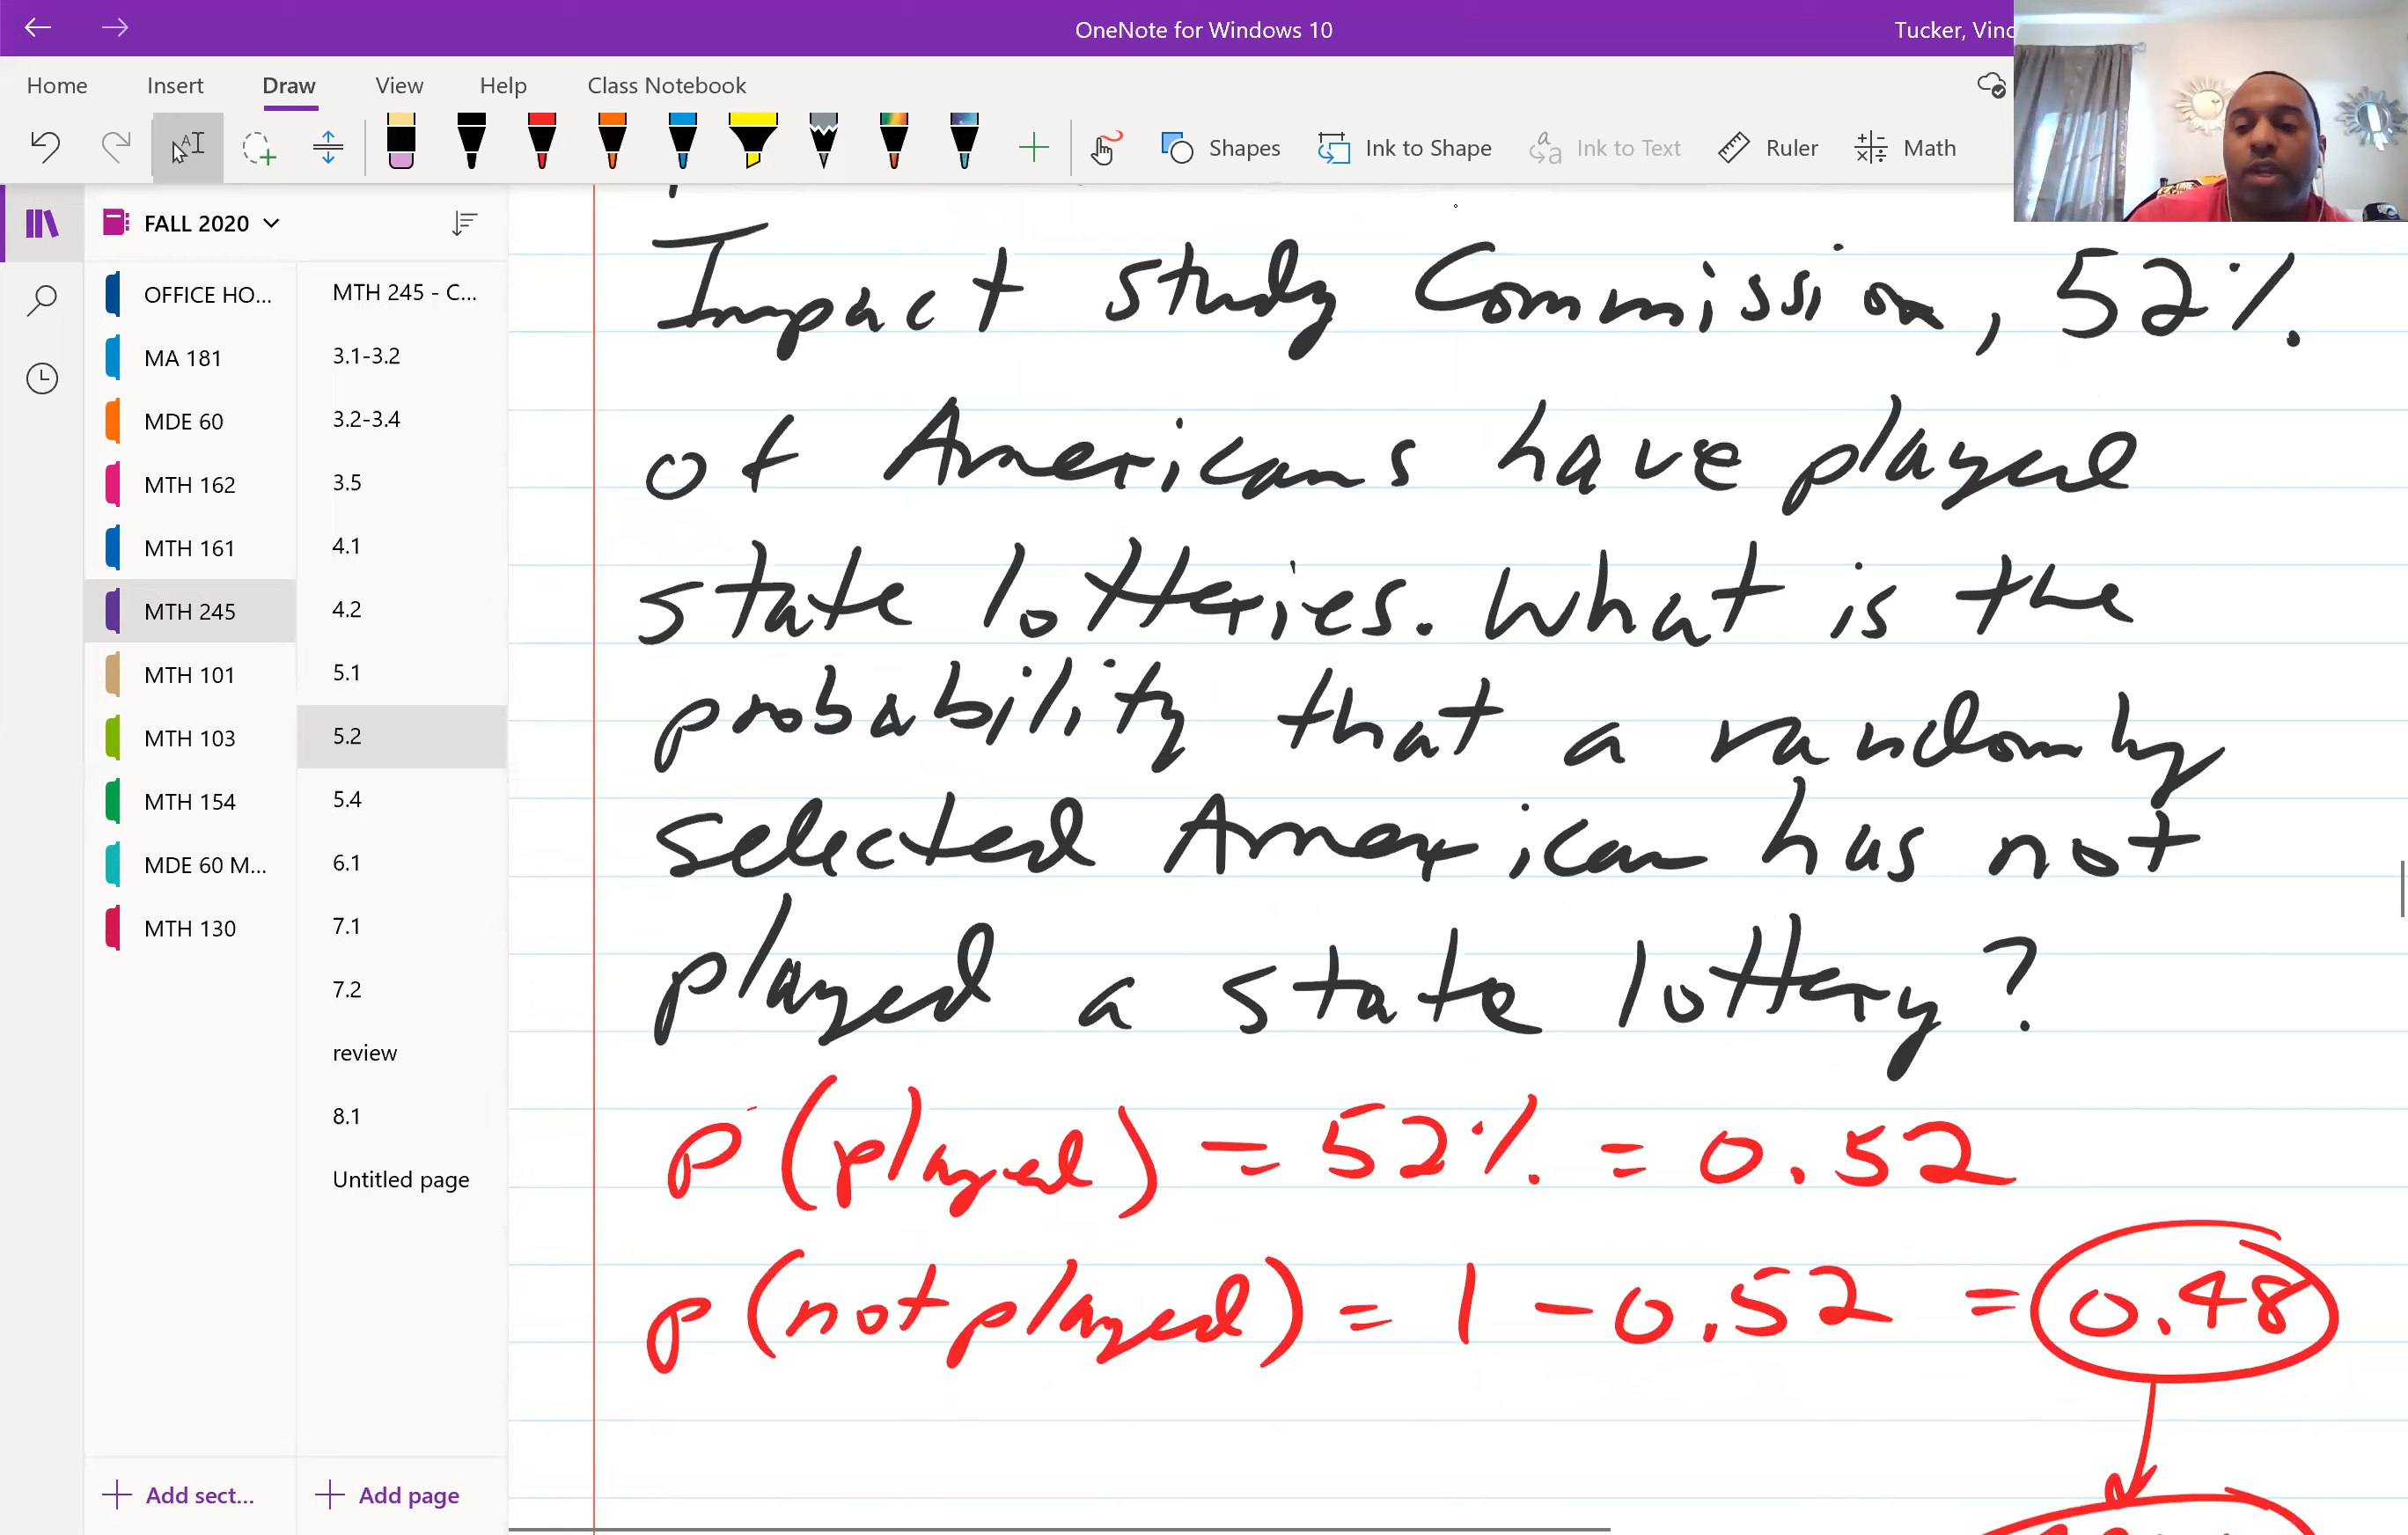 OneNote for Windows 10
Tucker, Vinc
Home Insert Draw View Help Class Notebook
Shapes Ink to Shape Ink to Text Ruler Math
FALL 2020
OFFICE HO...
MA 181
MDE 60
MTH 162
MTH 161
MTH 245
MTH 101
MTH 103
MTH 154
MDE 60 M...
MTH 130
Add sect...
MTH 245 - C...
3.1-3.2
3.2-3.4
3.5
4.1
4.2
5.1
5.2
5.4
6.1
7.1
7.2
review
8.1
Untitled page
Add page
Impact study Commission, 52%
of Americans have played
state lotteries. What is the
probability that a randomly
selected American has not
played a state lottery?
P(played) = 52% = 0.52
P(not played) = 1 - 0.52 = 0.48